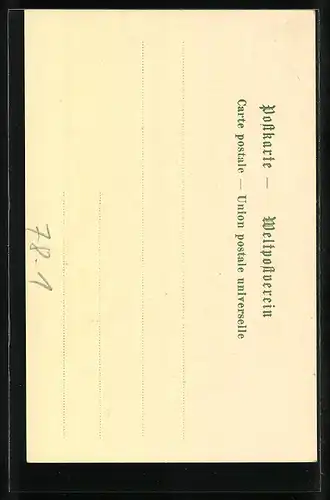 Postkarte — Weltpostverein
Carte postale — Union postale universelle
78.1